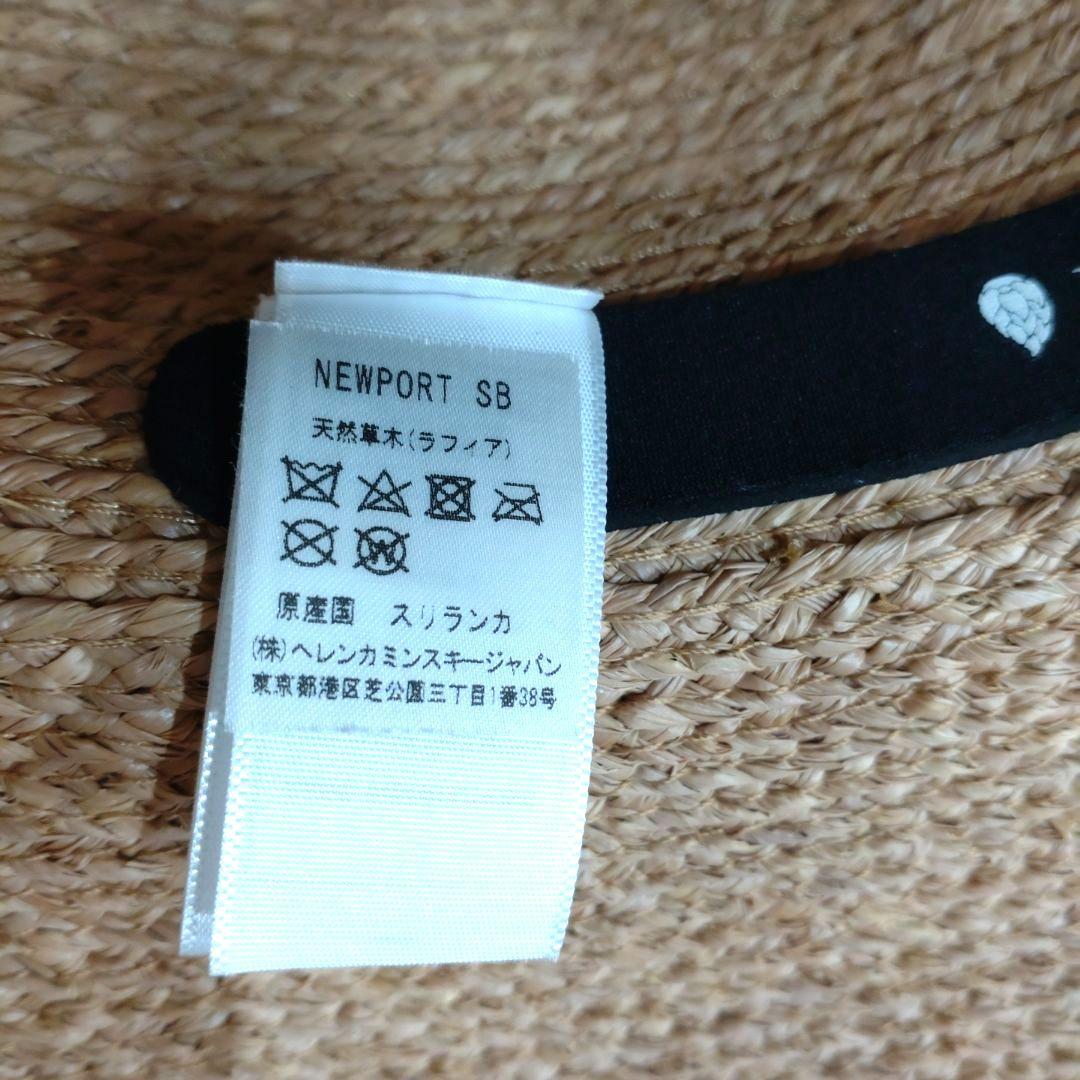 NEWPORT SB
天然草木(ラフィア)
W
原産国 スリランカ
(株)ヘレンカミンスキージャパン
東京都港区芝公園三丁目1番38号